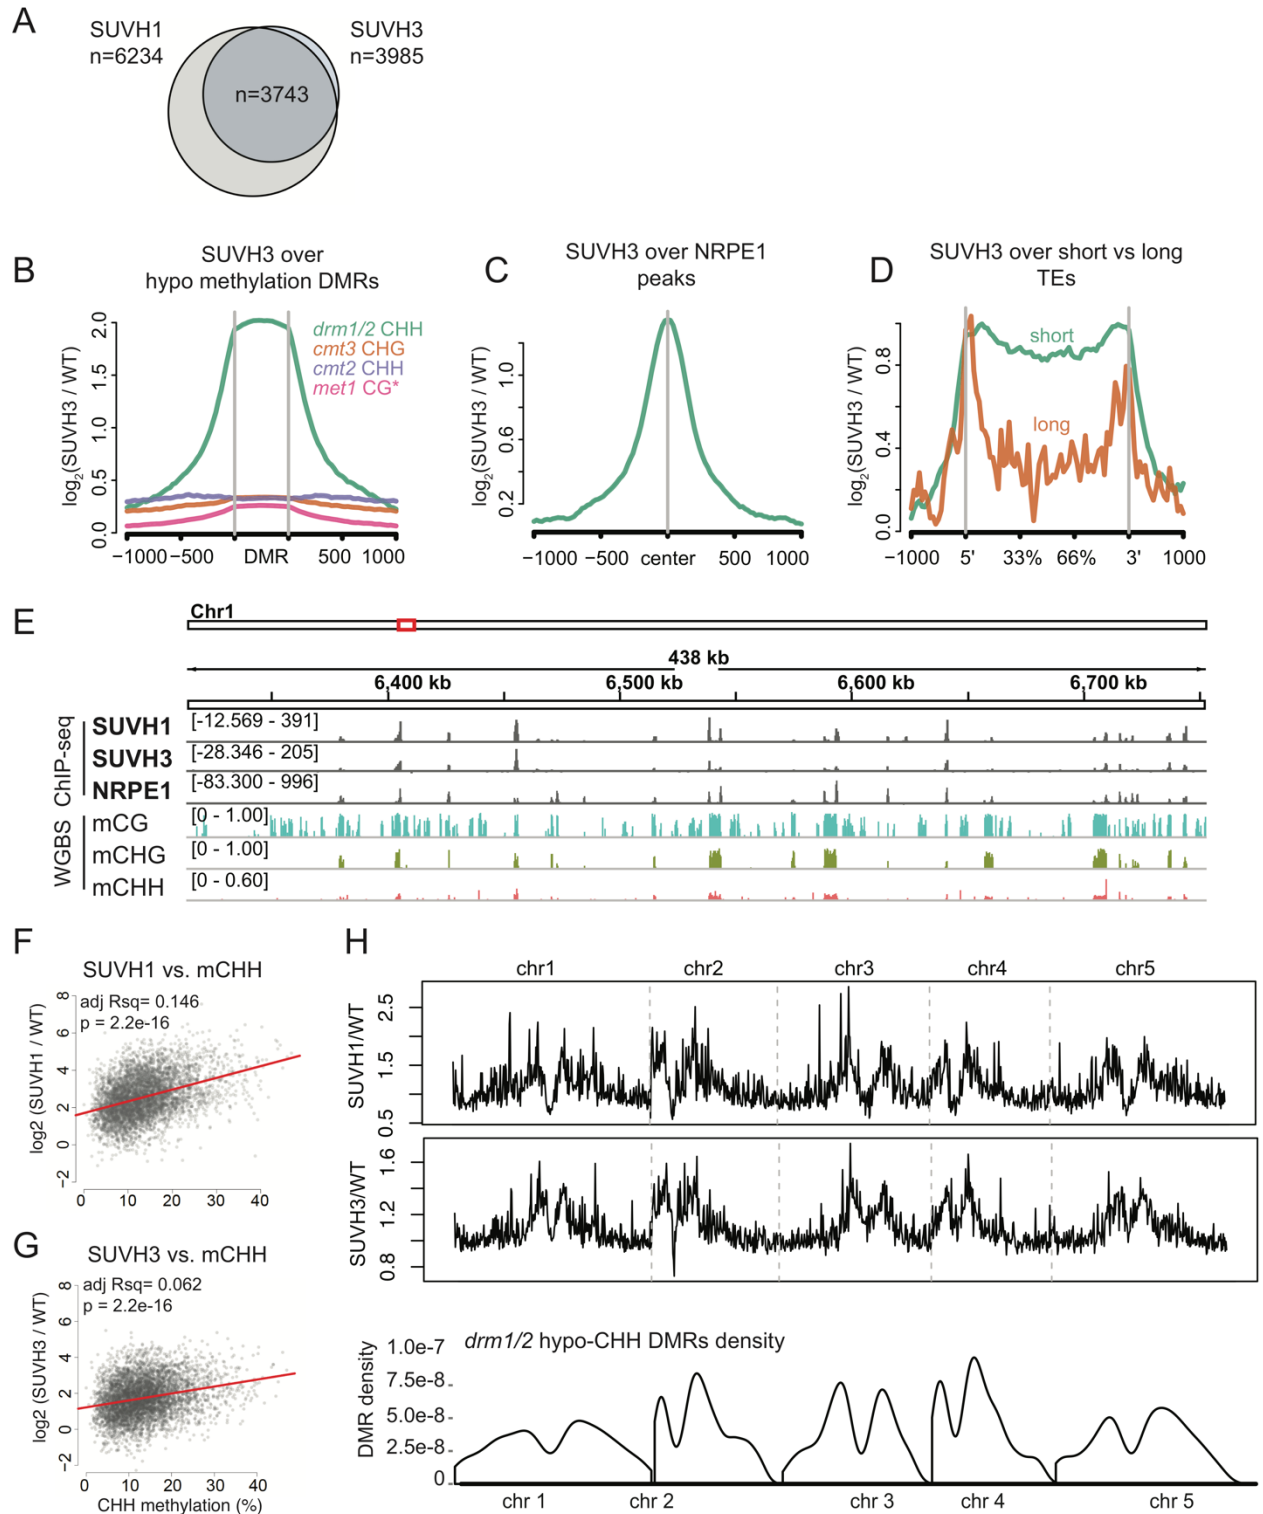 A
SUVH1
n=6234
SUVH3
n=3985
n=3743
B
SUVH3 over
hypo methylation DMRs
log2(SUVH3 / WT)
2.0
1.5
1.0
0.5
0.0
drm1/2 CHH
cmt3 CHG
cmt2 CHH
met1 CG*
−1000 −500 DMR 500 1000
C
SUVH3 over NRPE1
peaks
log2(SUVH3 / WT)
1.0
0.6
0.2
−1000 −500 center 500 1000
D
SUVH3 over short vs long
TEs
log2(SUVH3 / WT)
0.8
0.4
0.0
short
long
−1000 5' 33% 66% 3' 1000
E
Chr1
438 kb
6,400 kb 6,500 kb 6,600 kb 6,700 kb
ChIP-seq
SUVH1 [-12.569 - 391]
SUVH3 [-28.346 - 205]
NRPE1 [-83.300 - 996]
WGBS
mCG [0 - 1.00]
mCHG [0 - 1.00]
mCHH [0 - 0.60]
F
SUVH1 vs. mCHH
adj Rsq= 0.146
p = 2.2e-16
log2 (SUVH1 / WT)
8
6
4
2
0
−2
0 10 20 30 40
G
SUVH3 vs. mCHH
adj Rsq= 0.062
p = 2.2e-16
log2 (SUVH3 / WT)
8
6
4
2
0
−2
0 10 20 30 40
CHH methylation (%)
H
chr1 chr2 chr3 chr4 chr5
SUVH1/WT
2.5
1.5
0.5
SUVH3/WT
1.6
1.2
0.8
drm1/2 hypo-CHH DMRs density
DMR density
1.0e-7
7.5e-8
5.0e-8
2.5e-8
0
chr 1 chr 2 chr 3 chr 4 chr 5